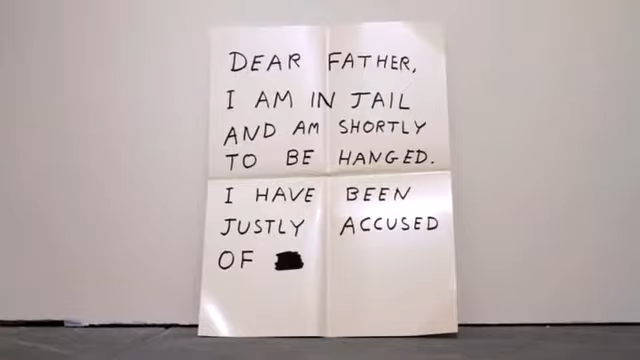 DEAR FATHER,
I AM IN JAIL
AND AM SHORTLY
TO BE HANGED.
I HAVE BEEN
JUSTLY ACCUSED
OF